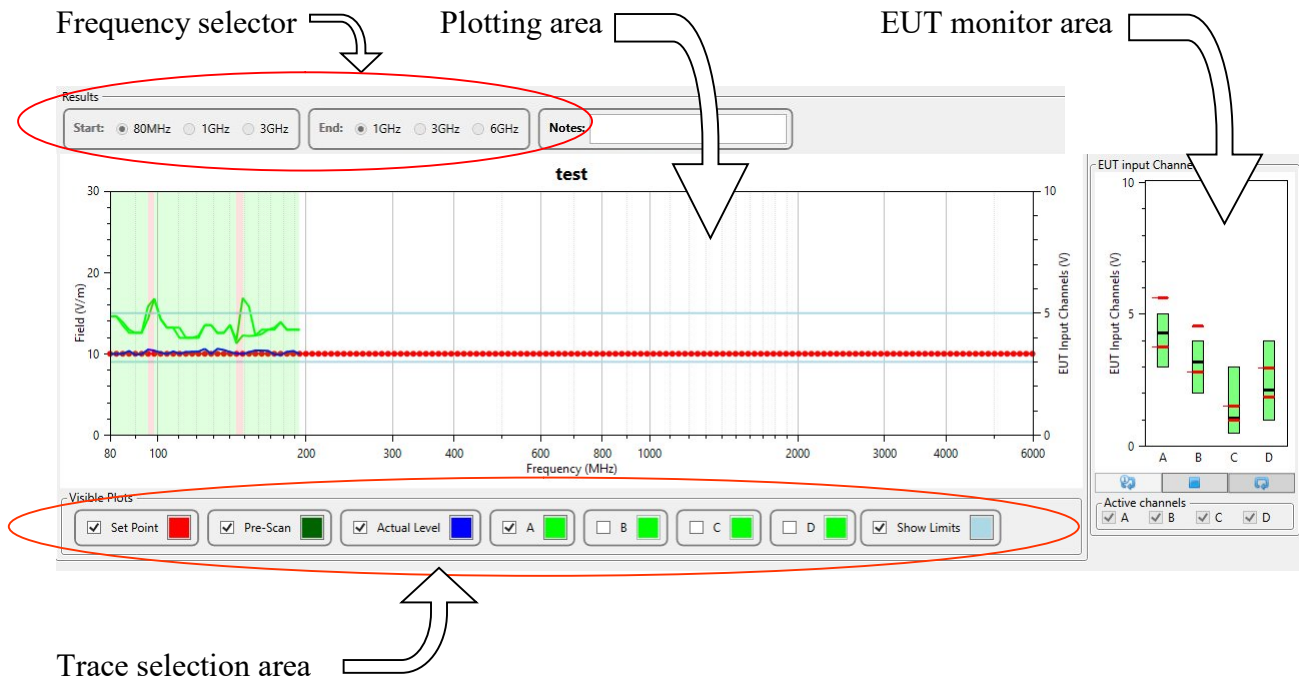 Frequency selector Plotting area EUT monitor area
Results
Start: 80MHz 1GHz 3GHz End: 1GHz 3GHz 6GHz Notes:
test
EUT input Channe
30 20 10 0
Field (V/m)
10 5 0
EUT Input Channels (V)
80 100 200 300 400 600 800 1000 2000 3000 4000 6000
Frequency (MHz)
10 5 0
EUT Input Channels (V)
A B C D
Active channels
A B C D
Visible Plots
Set Point Pre-Scan Actual Level A B C D Show Limits
Trace selection area